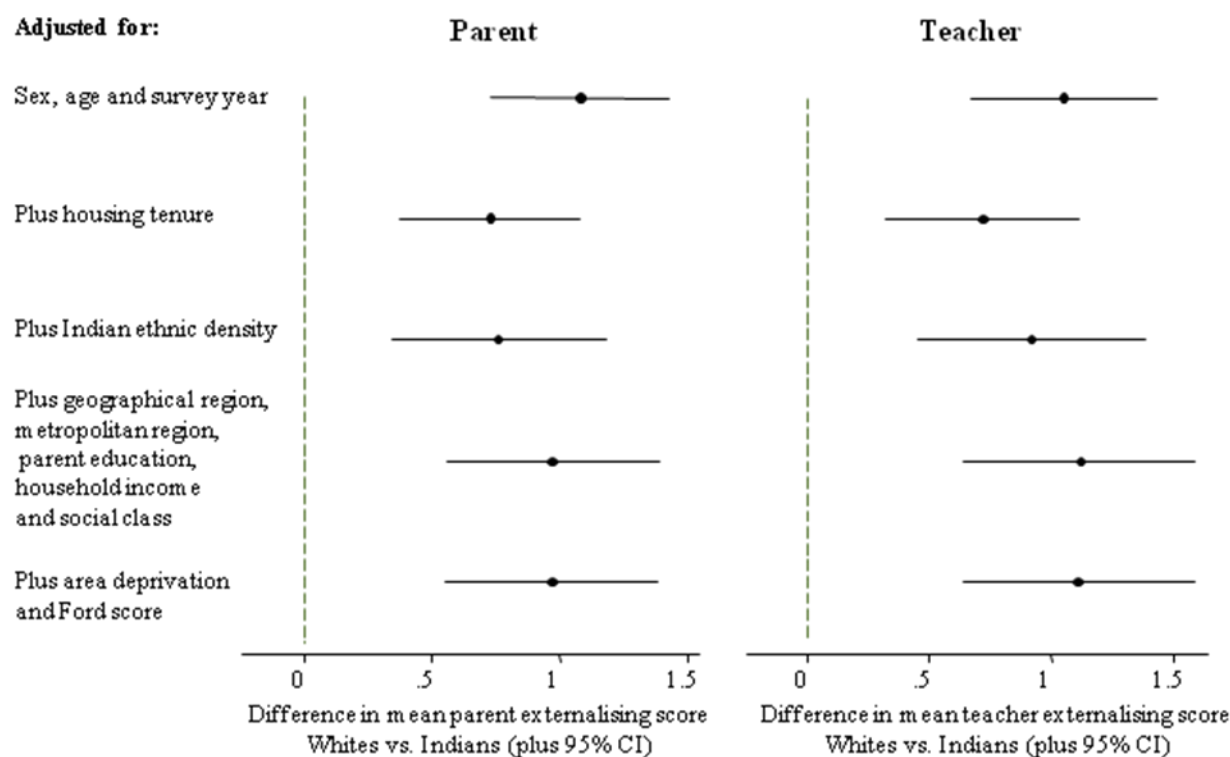 Adjusted for:
Parent
Teacher
Sex, age and survey year
Plus housing tenure
Plus Indian ethnic density
Plus geographical region,
metropolitan region,
parent education,
household income
and social class
Plus area deprivation
and Ford score
0 .5 1 1.5
0 .5 1 1.5
Difference in mean parent externalising score
Whites vs. Indians (plus 95% CI)
Difference in mean teacher externalising score
Whites vs. Indians (plus 95% CI)